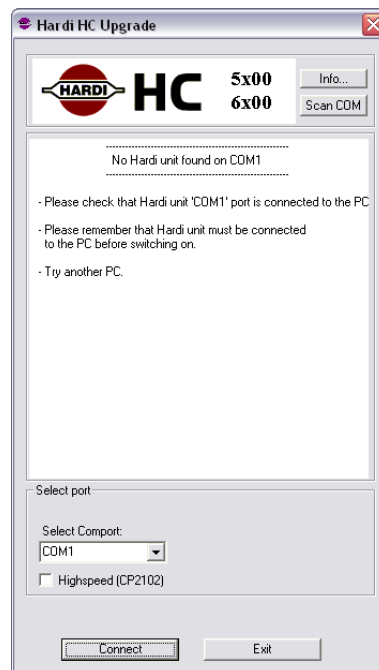 Hardi HC Upgrade
HARDI HC 5x00 Info...
6x00 Scan COM
No Hardi unit found on COM1
- Please check that Hardi unit 'COM1' port is connected to the PC
- Please remember that Hardi unit must be connected
to the PC before switching on.
- Try another PC.
Select port
Select Comport:
COM1
Highspeed (CP2102)
Connect Exit